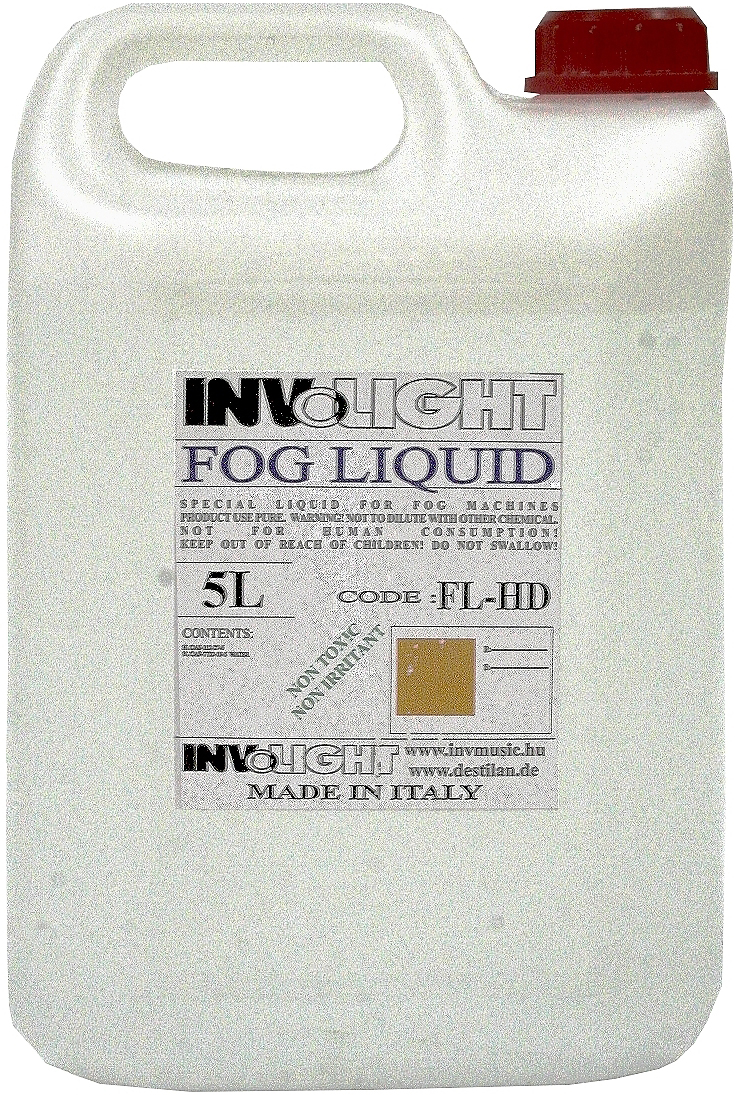 INVOLIGHT
FOG LIQUID
SPECIAL LIQUID FOR FOG MACHINES
PRODUCT USE PURE. WARNING! NOT TO DILUTE WITH OTHER CHEMICAL.
NOT FOR HUMAN CONSUMPTION!
KEEP OUT OF REACH OF CHILDREN! DO NOT SWALLOW!
5L
CODE :FL-HD
CONTENTS:
WATER
NON TOXIC
NON IRRITANT
INVOLIGHT
www.invmusic.hu
www.destilan.de
MADE IN ITALY